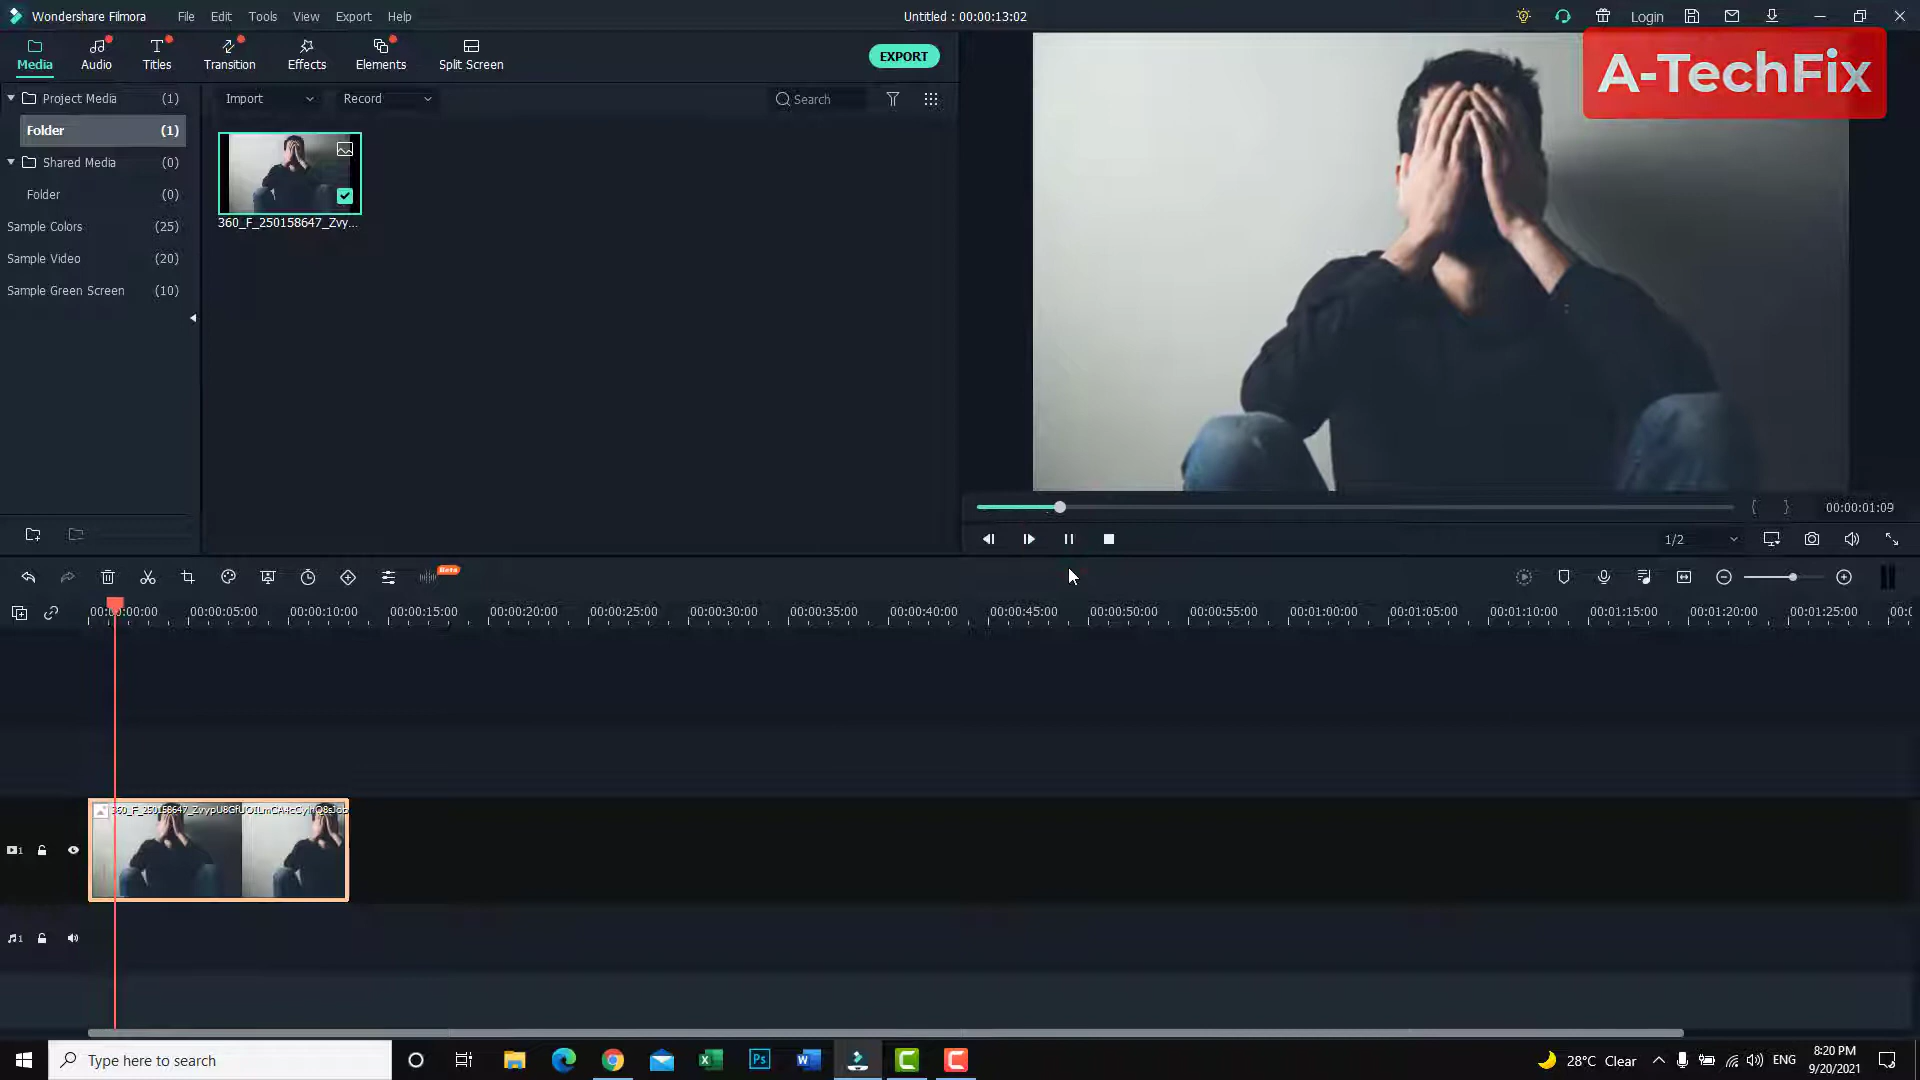 Wondershare Filmora File Edit Tools View Export Help Untitled : 00:00:13:02 Login
A-TechFix
Media Audio Titles Transition Effects Elements Split Screen EXPORT
Project Media (1) Import Record Search
Folder (1)
Shared Media (0)
Folder (0)
360_F_250158647_Zvy...
Sample Colors (25)
Sample Video (20)
Sample Green Screen (10)
{ } 00:00:01:09
1/2
Beta
00:00:00:00 00:00:05:00 00:00:10:00 00:00:15:00 00:00:20:00 00:00:25:00 00:00:30:00 00:00:35:00 00:00:40:00 00:00:45:00 00:00:50:00 00:00:55:00 00:01:00:00 00:01:05:00 00:01:10:00 00:01:15:00 00:01:20:00 00:01:25:00
1
1
Type here to search
Ps
28°C Clear ENG
8:20 PM
9/20/2021